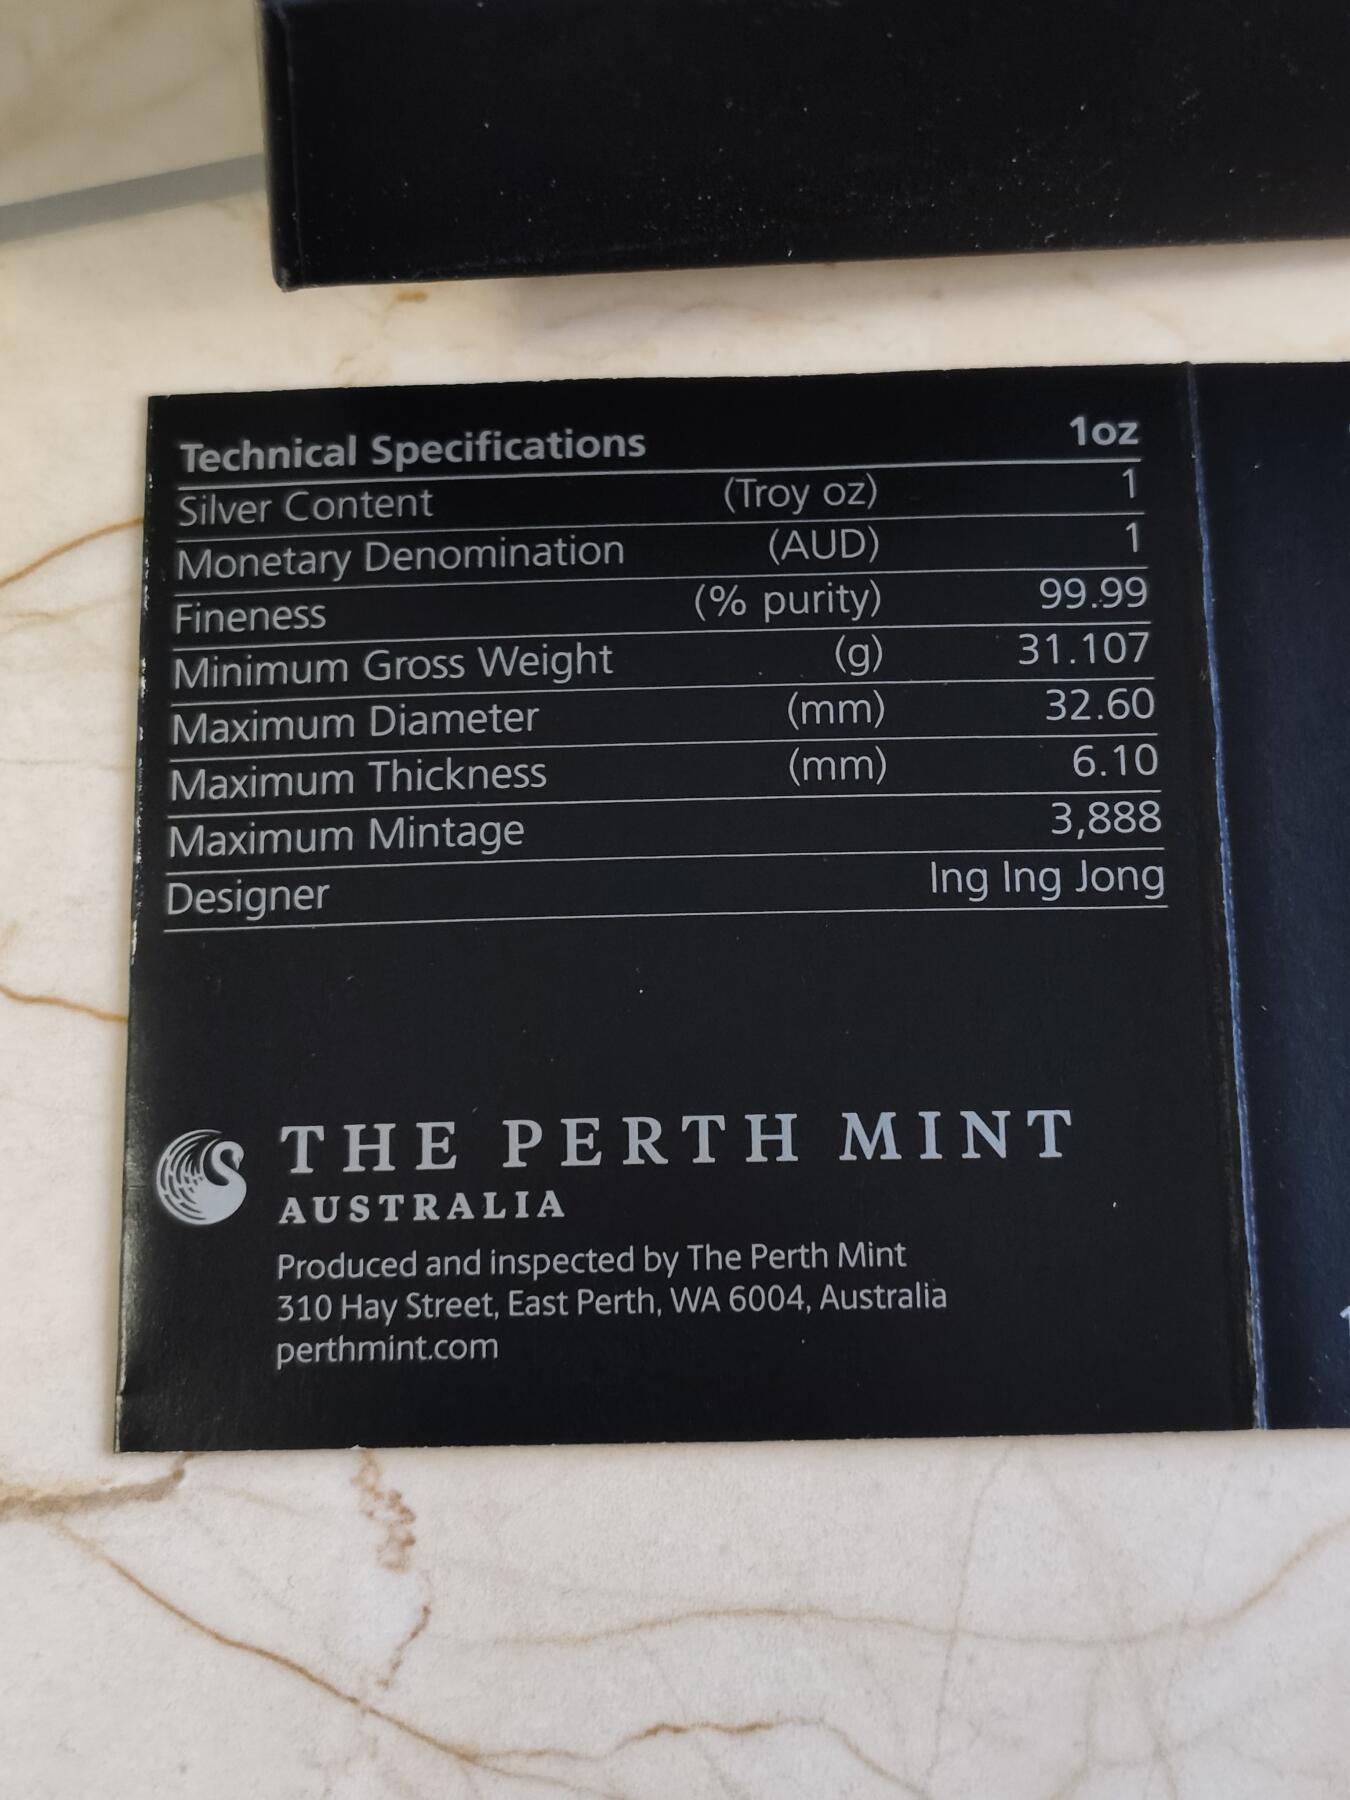 Technical Specifications 1oz
Silver Content (Troy oz) 1
Monetary Denomination (AUD) 1
Fineness (% purity) 99.99
Minimum Gross Weight (g) 31.107
Maximum Diameter (mm) 32.60
Maximum Thickness (mm) 6.10
Maximum Mintage 3,888
Designer Ing Ing Jong
THE PERTH MINT
AUSTRALIA
Produced and inspected by The Perth Mint
310 Hay Street, East Perth, WA 6004, Australia
perthmint.com